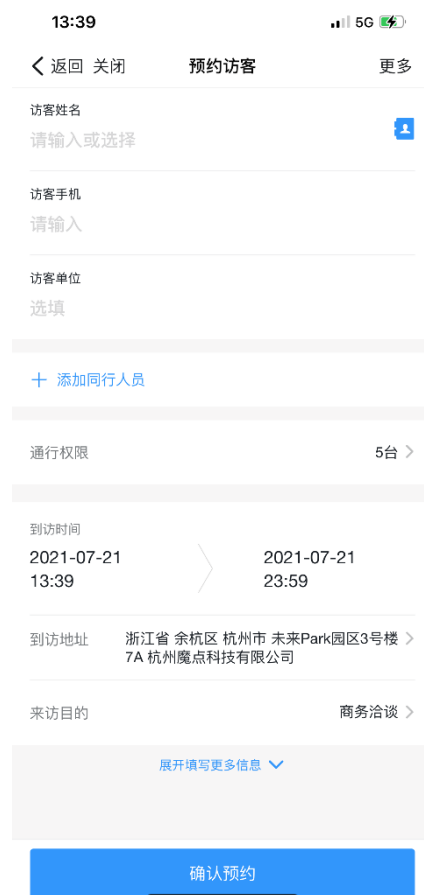 13:39 5G
返回 关闭 预约访客 更多
访客姓名
请输入或选择
访客手机
请输入
访客单位
选填
添加同行人员
通行权限 5台
到访时间
2021-07-21 2021-07-21
13:39 23:59
到访地址 浙江省 余杭区 杭州市 未来Park园区3号楼
7A 杭州魔点科技有限公司
来访目的 商务洽谈
展开填写更多信息
确认预约